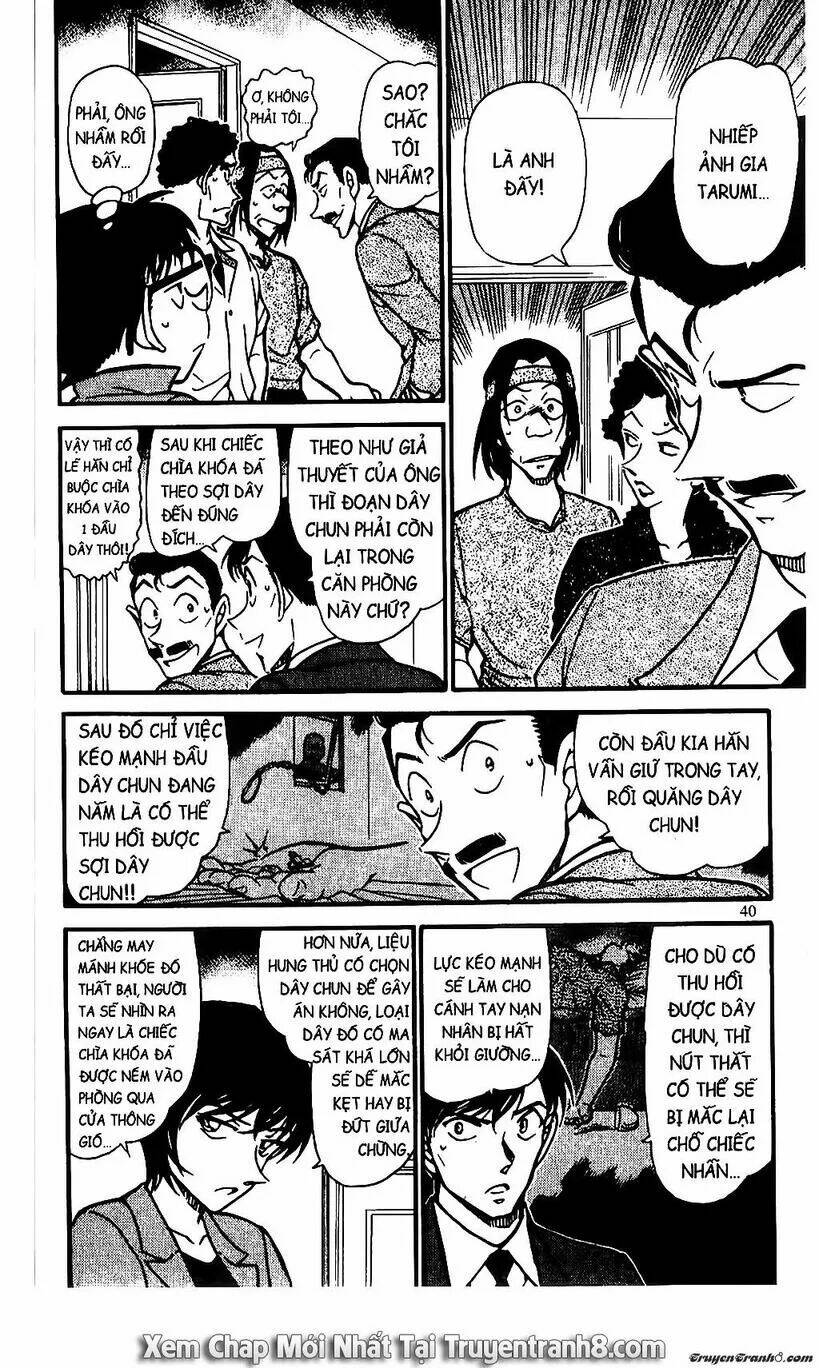 NHIẾP
ẢNH GIA
TARUMI...
LÀ ANH
ĐẤY!
SAO?
CHẮC
TÔI
NHẦM?
Ơ, KHÔNG
PHẢI TÔI...
PHẢI, ÔNG
NHẦM RỒI
ĐẤY...
THEO NHƯ GIẢ
THUYẾT CỦA ÔNG
THÌ ĐOẠN DÂY
CHUN PHẢI CÒN
LẠI TRONG
CĂN PHÒNG
NÀY CHỨ?
SAU KHI CHIẾC
CHÌA KHÓA ĐÃ
THEO SỢI DÂY
ĐẾN ĐÚNG
ĐÍCH...
VẬY THÌ CÓ
LẼ HẮN CHỈ
BUỘC CHÌA
KHÓA VÀO
1 ĐẦU
DÂY THÔI!!
CÒN ĐẦU KIA HẮN
VẪN GIỮ TRONG TAY,
RỒI QUĂNG DÂY
CHUN!
SAU ĐÓ CHỈ VIỆC
KÉO MẠNH ĐẦU
DÂY CHUN ĐANG
NẮM LÀ CÓ THỂ
THU HỒI ĐƯỢC
SỢI DÂY
CHUN!!
40
CHO DÙ CÓ
THU HỒI
ĐƯỢC DÂY
CHUN, THÌ
NÚT THẮT
CÓ THỂ SẼ
BỊ MẮC LẠI
CHỖ CHIẾC
NHẪN...
LỰC KÉO MẠNH
SẼ LÀM CHO
CÁNH TAY NẠN
NHÂN BỊ HẤT
KHỎI GIƯỜNG...
HƠN NỮA, LIỆU
HUNG THỦ CÓ CHỌN
DÂY CHUN ĐỂ GÂY
ÁN KHÔNG, LOẠI
DÂY ĐÓ CÓ MA
SÁT KHÁ LỚN
SẼ DỄ MẮC
KẸT HAY BỊ
ĐỨT GIỮA
CHỪNG.
CHẲNG MAY
MÁNH KHÓE ĐÓ
THẤT BẠI, NGƯỜI
TA SẼ NHÌN RA
NGAY LÀ CHIẾC
CHÌA KHÓA ĐÃ
ĐƯỢC NÉM VÀO
PHÒNG QUA
CỬA THÔNG
GIÓ...
Xem Chap Mới Nhất Tại Truyentranh8.com
TruyenTranh8.com